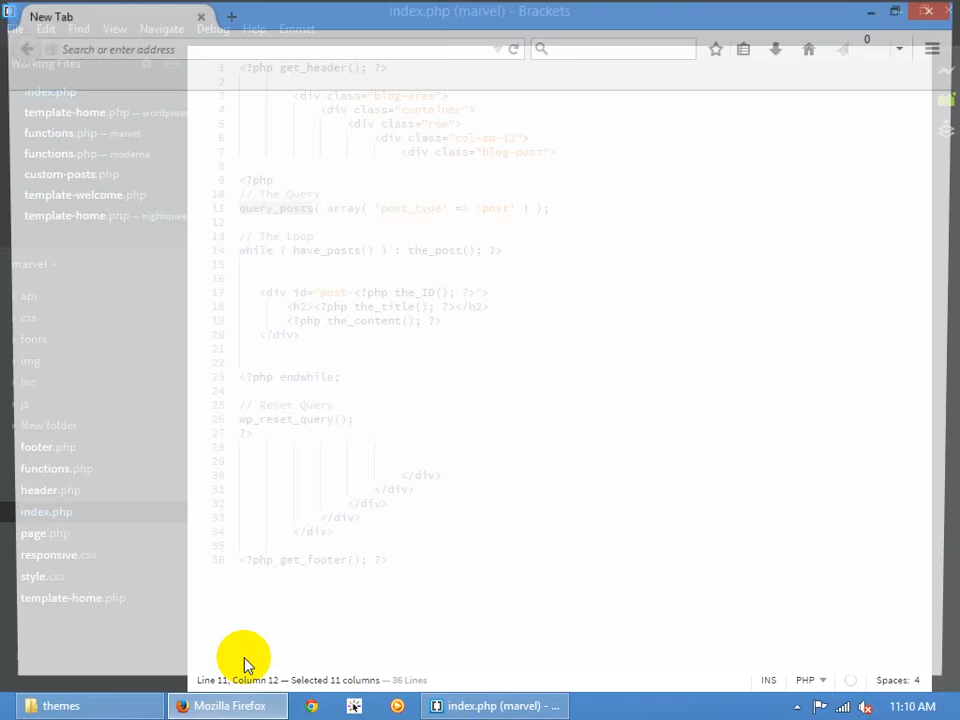 New Tab
index.php (marvel) - Brackets
File Edit Find View Navigate Debug Help Emmet
Search or enter address
0
Working Files
index.php
template-home.php — wordpress
functions.php — marvel
functions.php — moderna
custom-posts.php
template-welcome.php
template-home.php — nightquee
marvel
api
css
fonts
img
inc
js
New folder
footer.php
functions.php
header.php
index.php
page.php
responsive.css
style.css
template-home.php
1 <?php get_header(); ?>
2
3 <div class="blog-area">
4 <div class="container">
5 <div class="row">
6 <div class="col-sm-12">
7 <div class="blog-post">
8
9 <?php
10 // The Query
11 query_posts( array( 'post_type' => 'post' ) );
12
13 // The Loop
14 while ( have_posts() ) : the_post(); ?>
15
16
17 <div id="post-<?php the_ID(); ?>">
18 <h2><?php the_title(); ?></h2>
19 <?php the_content(); ?>
20 </div>
21
22
23 <?php endwhile;
24
25 // Reset Query
26 wp_reset_query();
27 ?>
28
29
30 </div>
31 </div>
32 </div>
33 </div>
34 </div>
35
36 <?php get_footer(); ?>
Line 11, Column 12 — Selected 11 columns — 36 Lines
INS PHP Spaces: 4
themes
Mozilla Firefox
index.php (marvel) - ...
11:10 AM